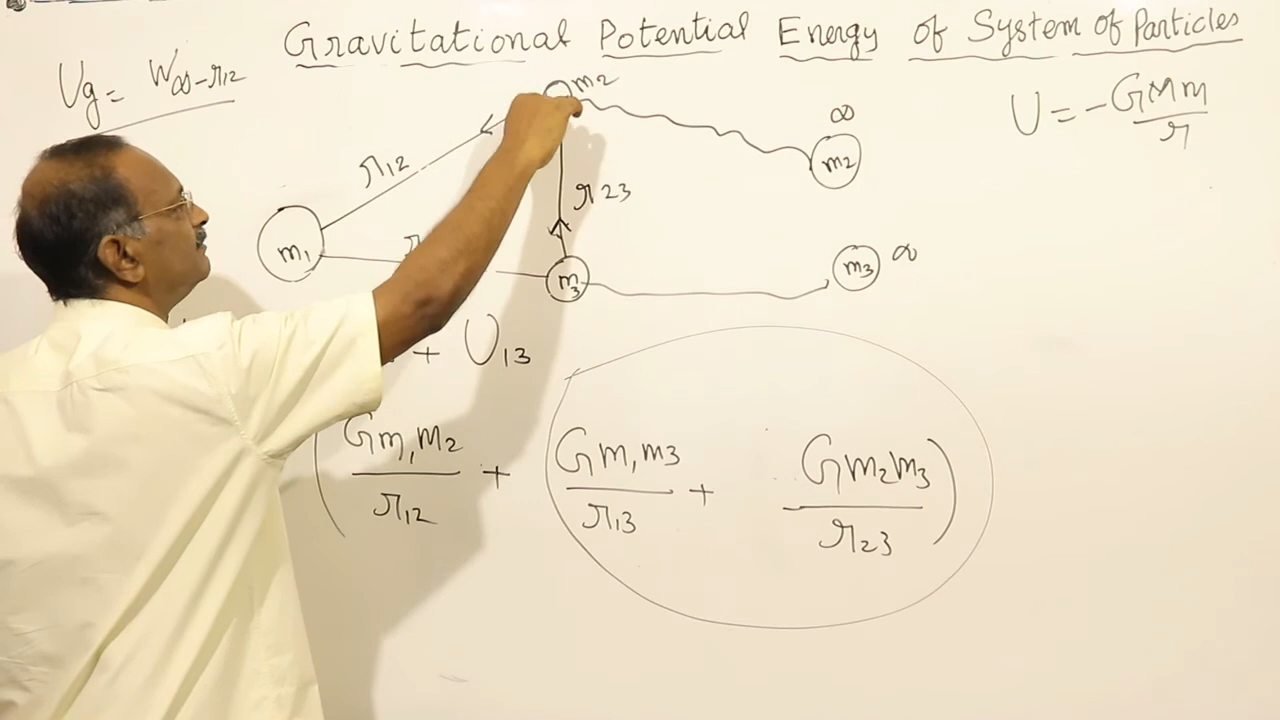 Gravitational Potential Energy of System of Particles
Ug = W∞-r12
U = -GMm/r
m2
∞
m2
r12
r23
m1
m3
m3 ∞
+ U13
(Gm1m2/r12 + Gm1m3/r13 + Gm2m3/r23)